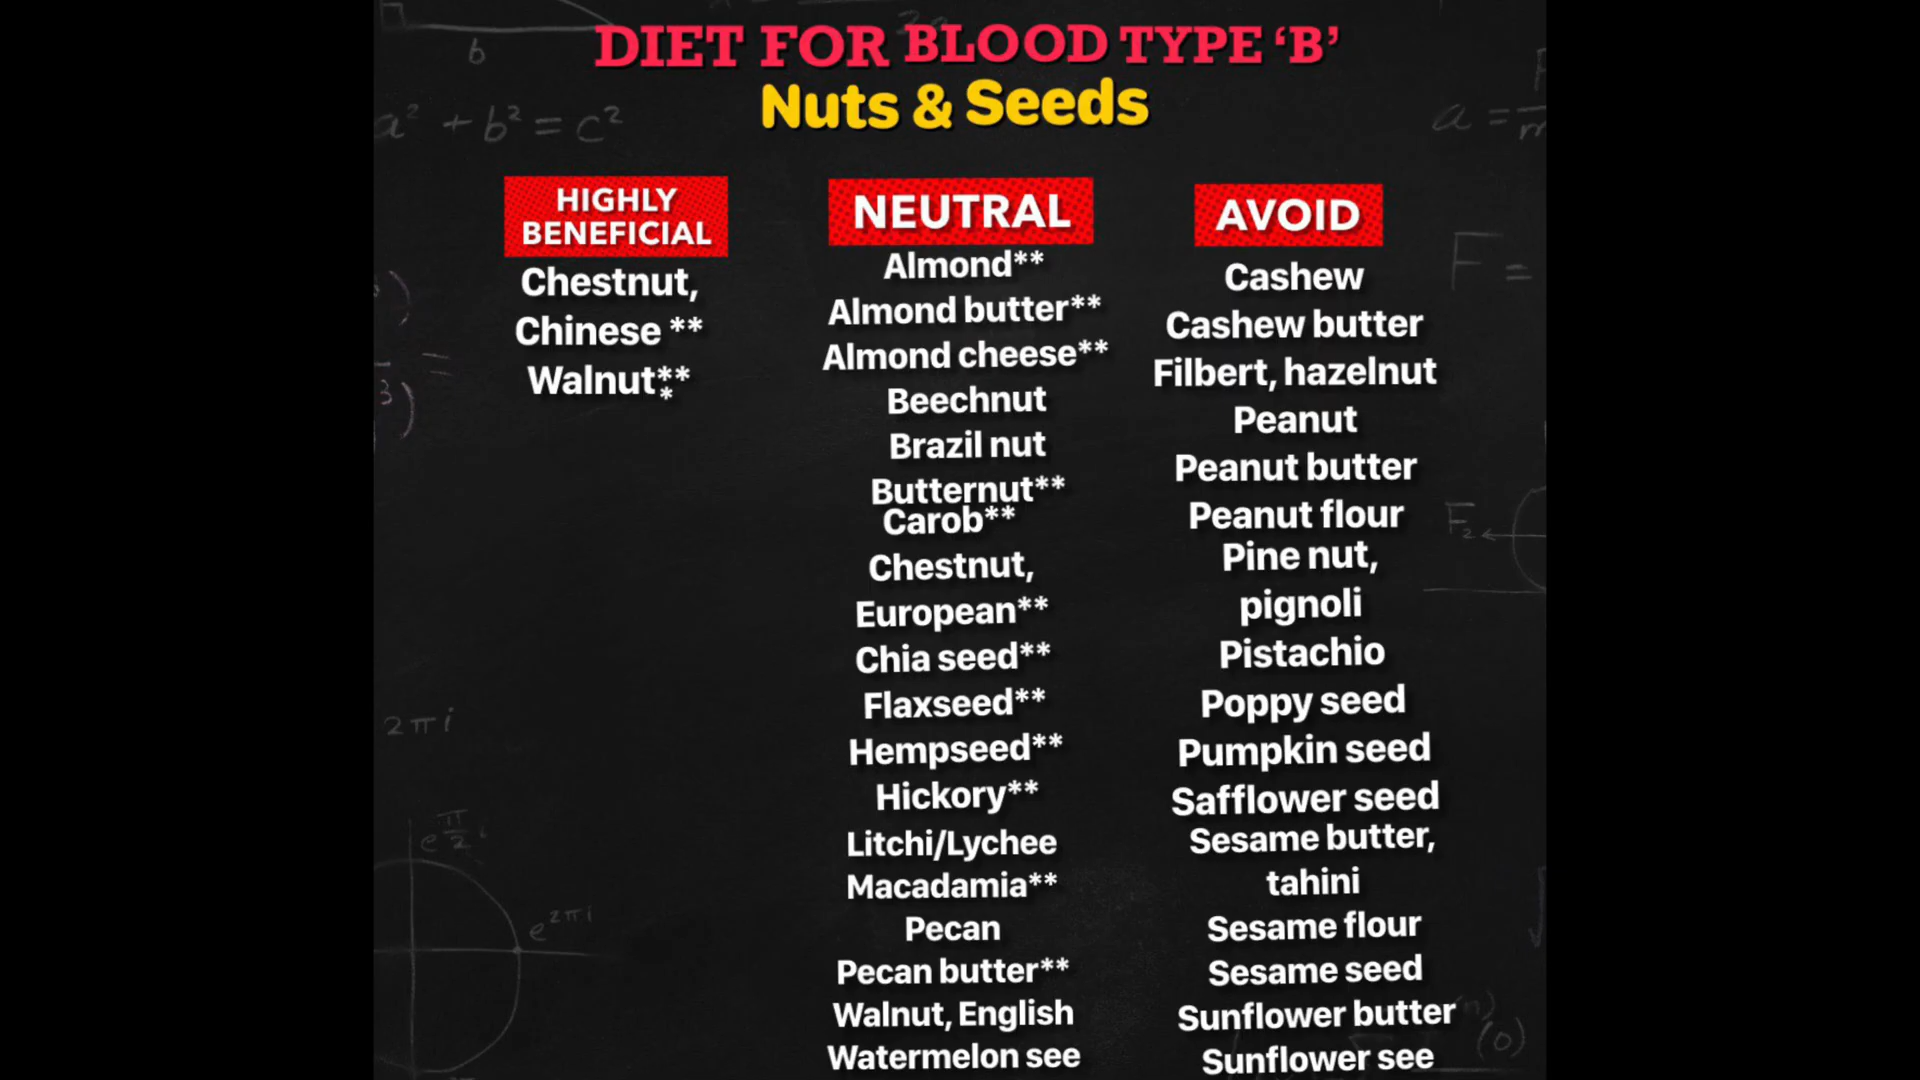 DIET FOR BLOOD TYPE ‘B’
Nuts & Seeds
HIGHLY
BENEFICIAL
Chestnut,
Chinese **
Walnut***
NEUTRAL
Almond**
Almond butter**
Almond cheese**
Beechnut
Brazil nut
Butternut**
Carob**
Chestnut,
European**
Chia seed**
Flaxseed**
Hempseed**
Hickory**
Litchi/Lychee
Macadamia**
Pecan
Pecan butter**
Walnut, English
Watermelon see
AVOID
Cashew
Cashew butter
Filbert, hazelnut
Peanut
Peanut butter
Peanut flour
Pine nut,
pignoli
Pistachio
Poppy seed
Pumpkin seed
Safflower seed
Sesame butter,
tahini
Sesame flour
Sesame seed
Sunflower butter
Sunflower see
b
a² + b² = c²
2πi
e^2πi
F =
F₂